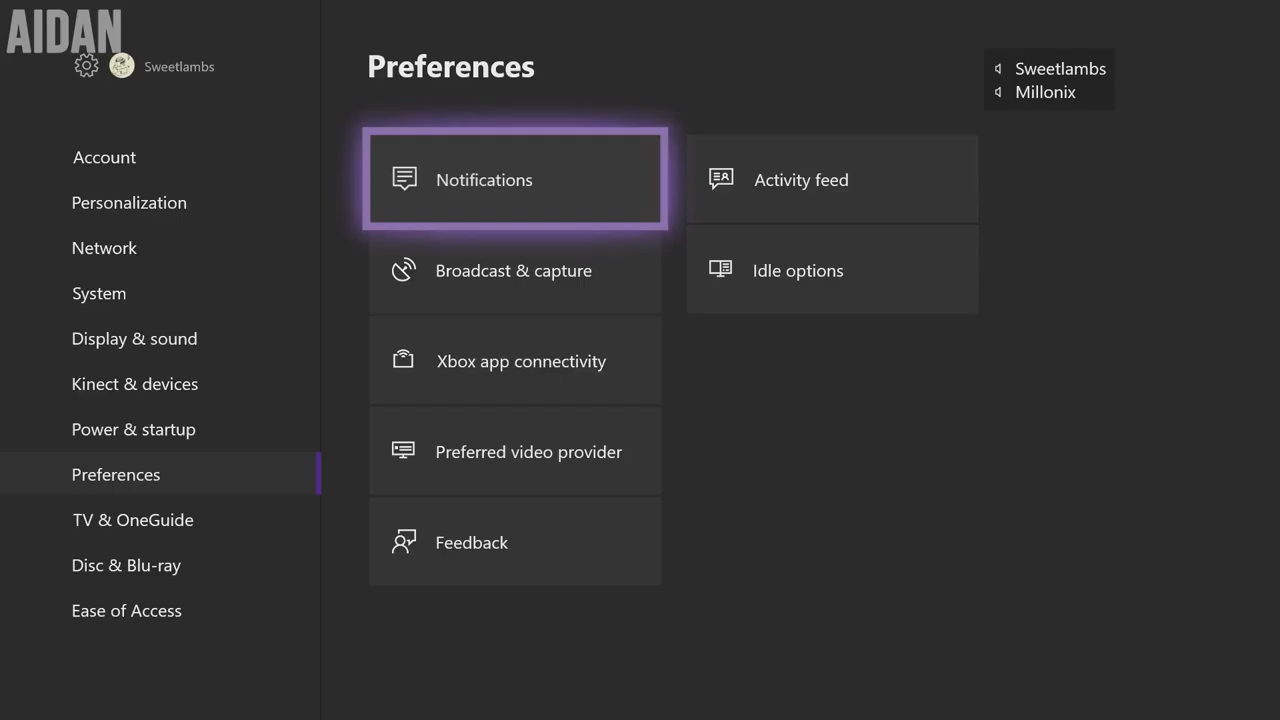 AIDAN
Sweetlambs
Account
Personalization
Network
System
Display & sound
Kinect & devices
Power & startup
Preferences
TV & OneGuide
Disc & Blu-ray
Ease of Access
Preferences
Notifications
Activity feed
Broadcast & capture
Idle options
Xbox app connectivity
Preferred video provider
Feedback
Sweetlambs
Millonix